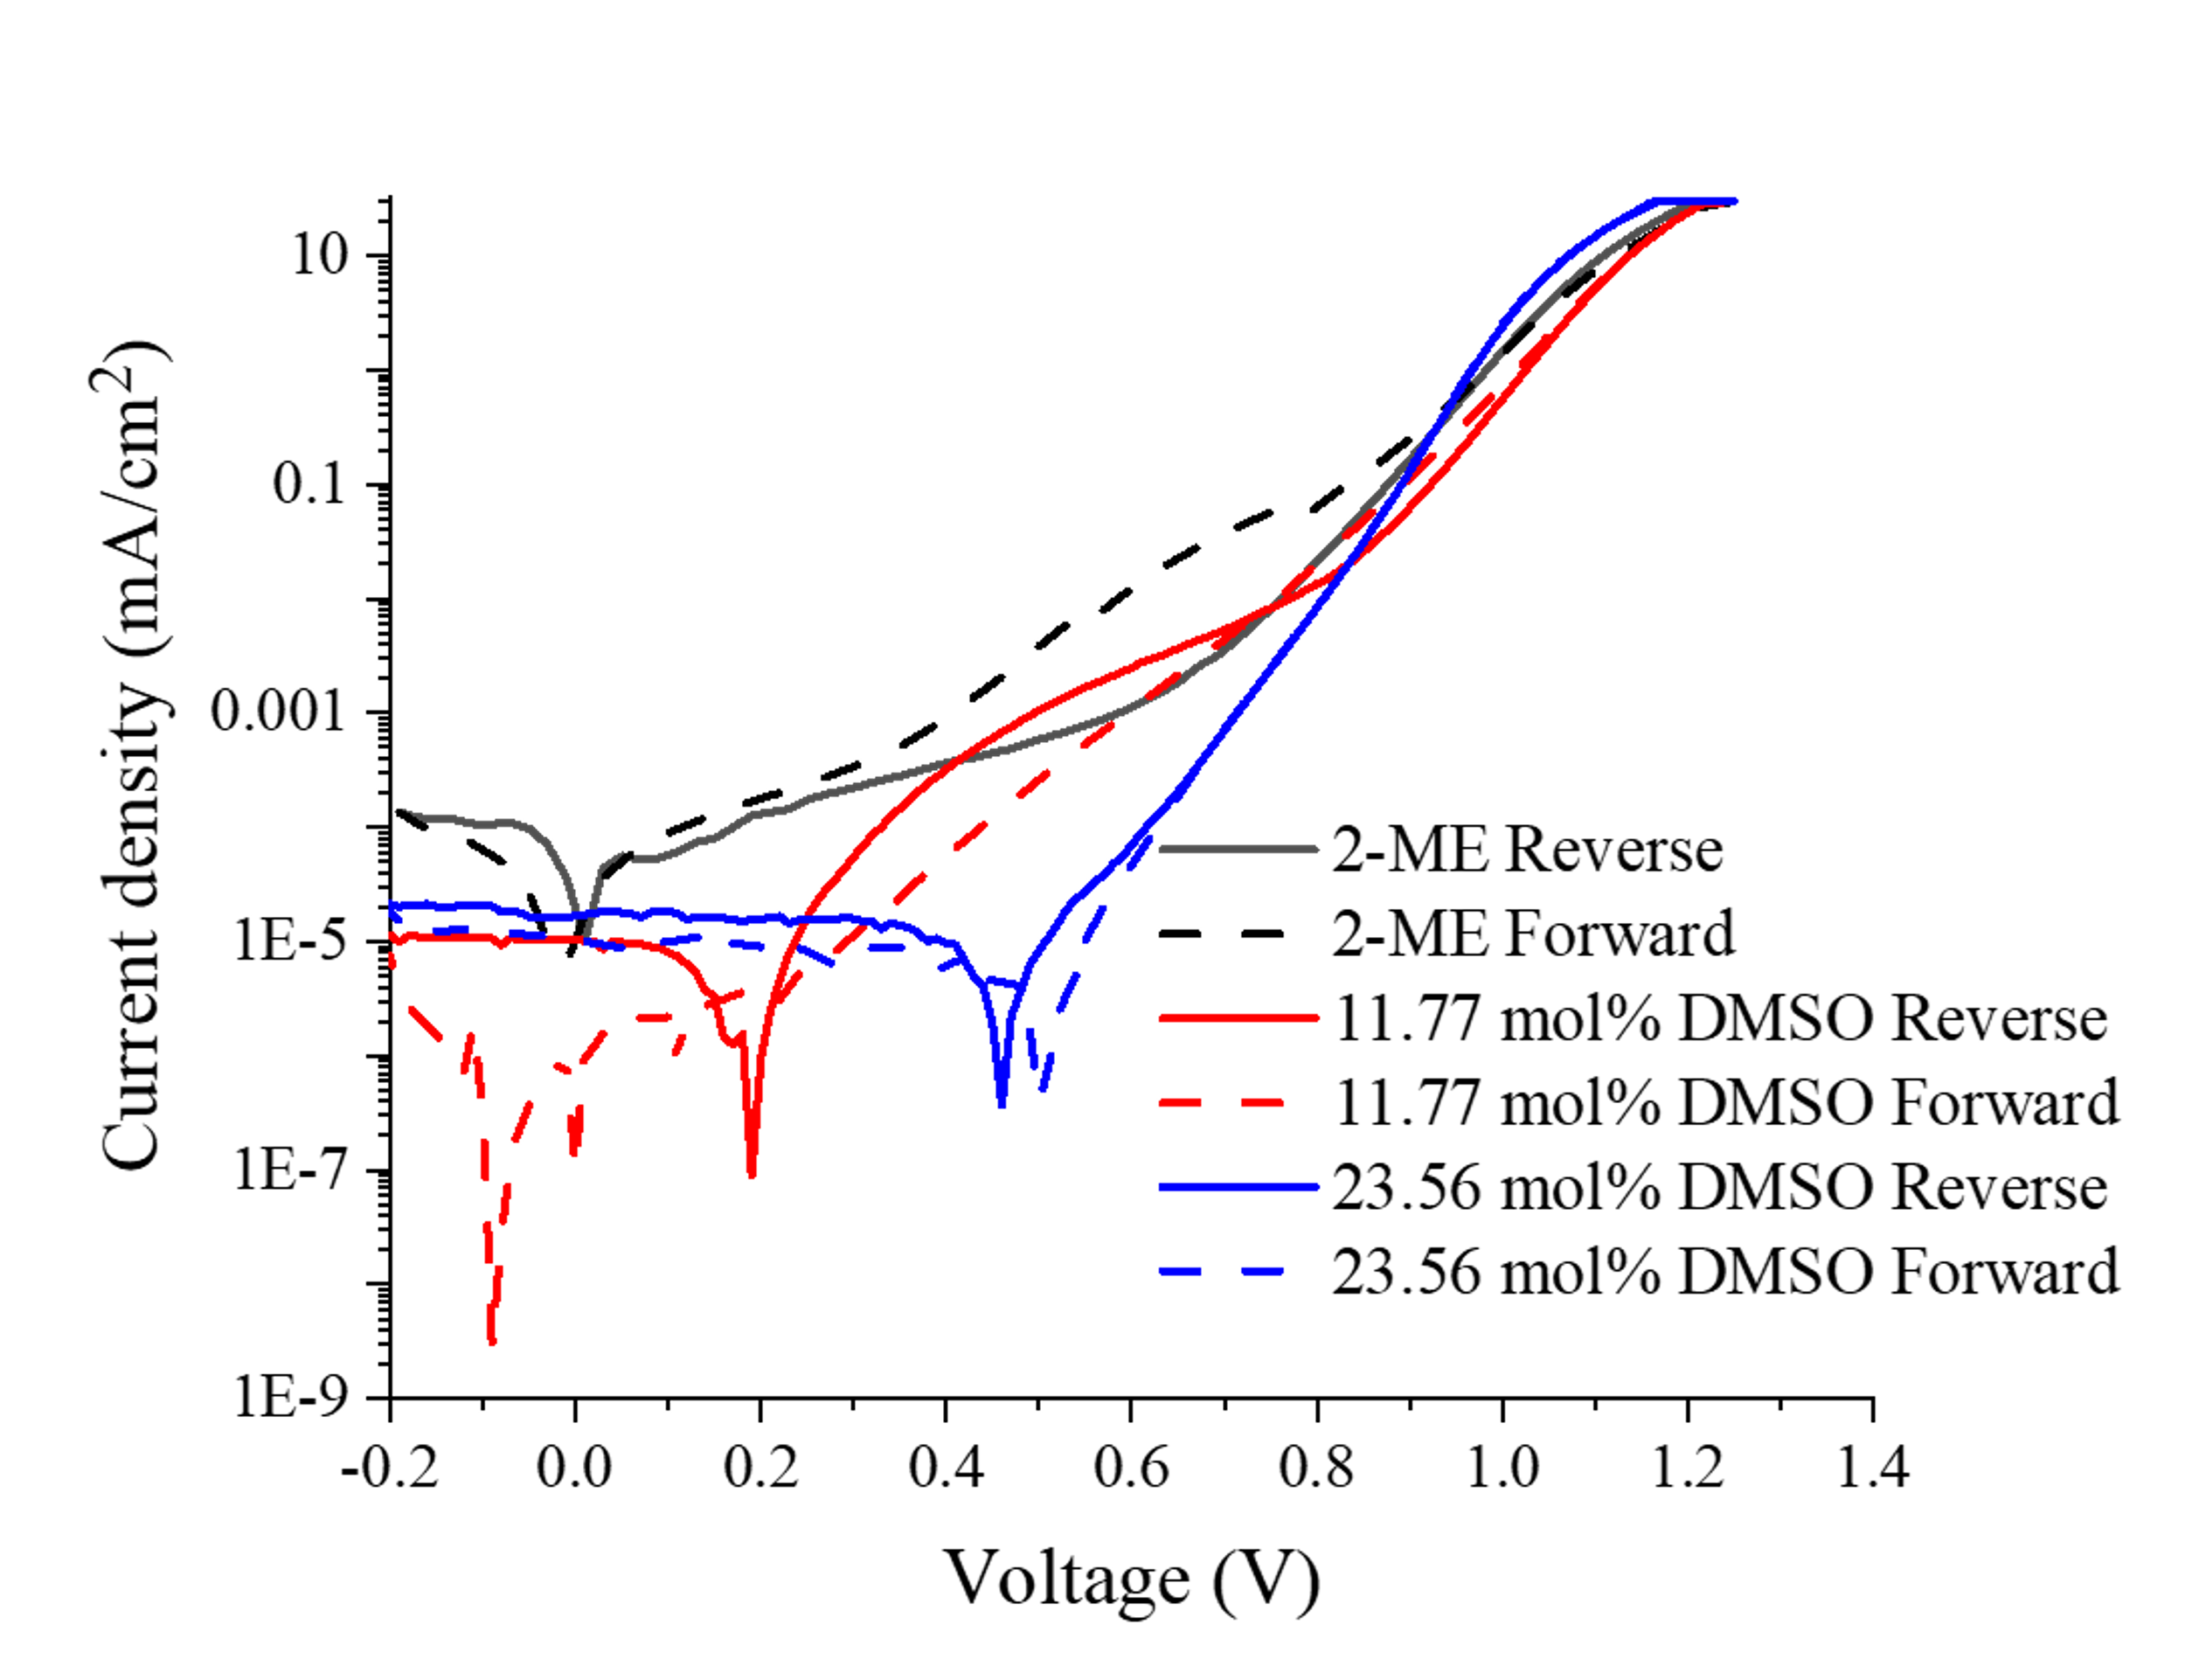 10
0.1
0.001
1E-5
1E-7
1E-9
Current density (mA/cm²)
-0.2 0.0 0.2 0.4 0.6 0.8 1.0 1.2 1.4
Voltage (V)
2-ME Reverse
2-ME Forward
11.77 mol% DMSO Reverse
11.77 mol% DMSO Forward
23.56 mol% DMSO Reverse
23.56 mol% DMSO Forward